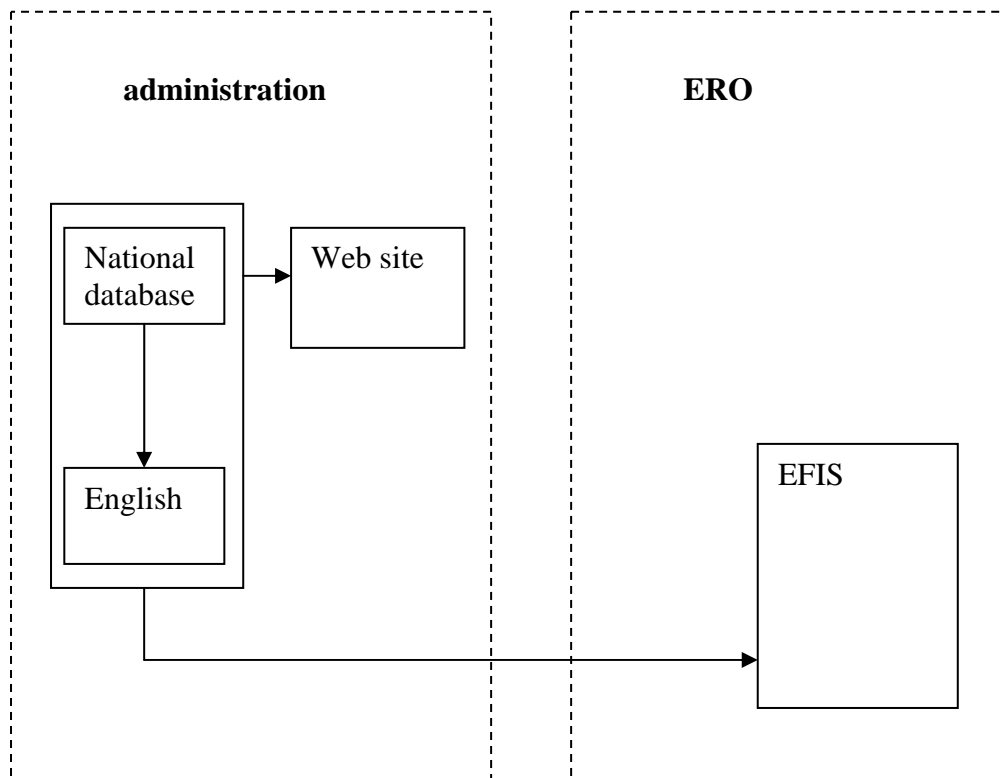 administration
ERO
National
database
Web site
English
EFIS